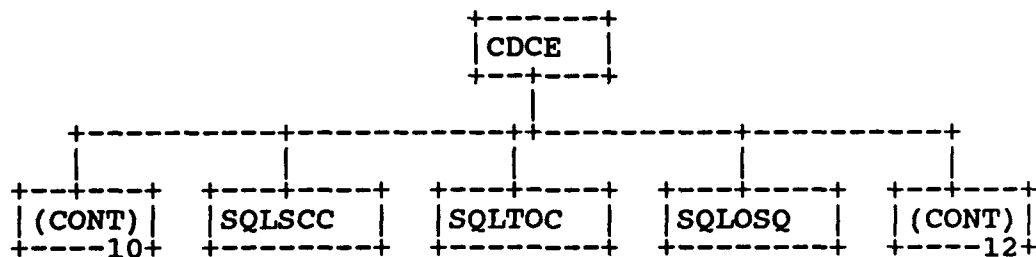 CDCE
(CONT) SQLSCC SQLTOC SQLOSQ (CONT)
10 12